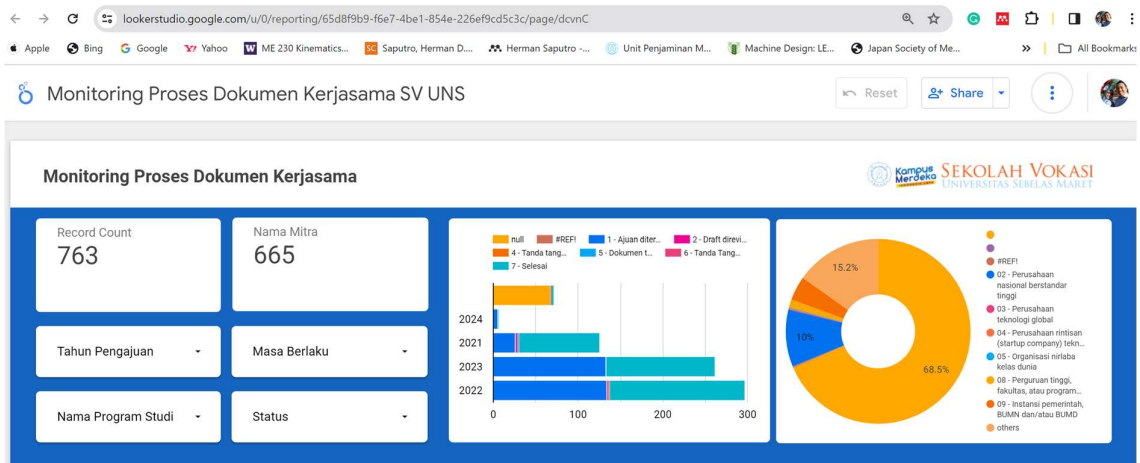 lookerstudio.google.com/u/0/reporting/65d8f9b9-f6e7-4be1-854e-226ef9cd5c3c/page/dcvnC
Apple Bing Google Yahoo ME 230 Kinematics... Saputro, Herman D.... Herman Saputro -... Unit Penjaminan M... Machine Design: LE... Japan Society of Me... » All Bookmarks
Monitoring Proses Dokumen Kerjasama SV UNS
Reset
Share
Monitoring Proses Dokumen Kerjasama
Kampus Merdeka
SEKOLAH VOKASI
UNIVERSITAS SEBELAS MARET
Record Count
763
Nama Mitra
665
Tahun Pengajuan
Masa Berlaku
Nama Program Studi
Status
null #REF! 1 - Ajuan diter... 2 - Draft direvi...
4 - Tanda tang... 5 - Dokumen t... 6 - Tanda Tang...
7 - Selesai
2024
2021
2023
2022
0 100 200 300
15.2%
10%
68.5%
#REF!
02 - Perusahaan
nasional berstandar
tinggi
03 - Perusahaan
teknologi global
04 - Perusahaan rintisan
(startup company) tekn...
05 - Organisasi nirlaba
kelas dunia
08 - Perguruan tinggi,
fakultas, atau program...
09 - Instansi pemerintah,
BUMN dan/atau BUMD
others